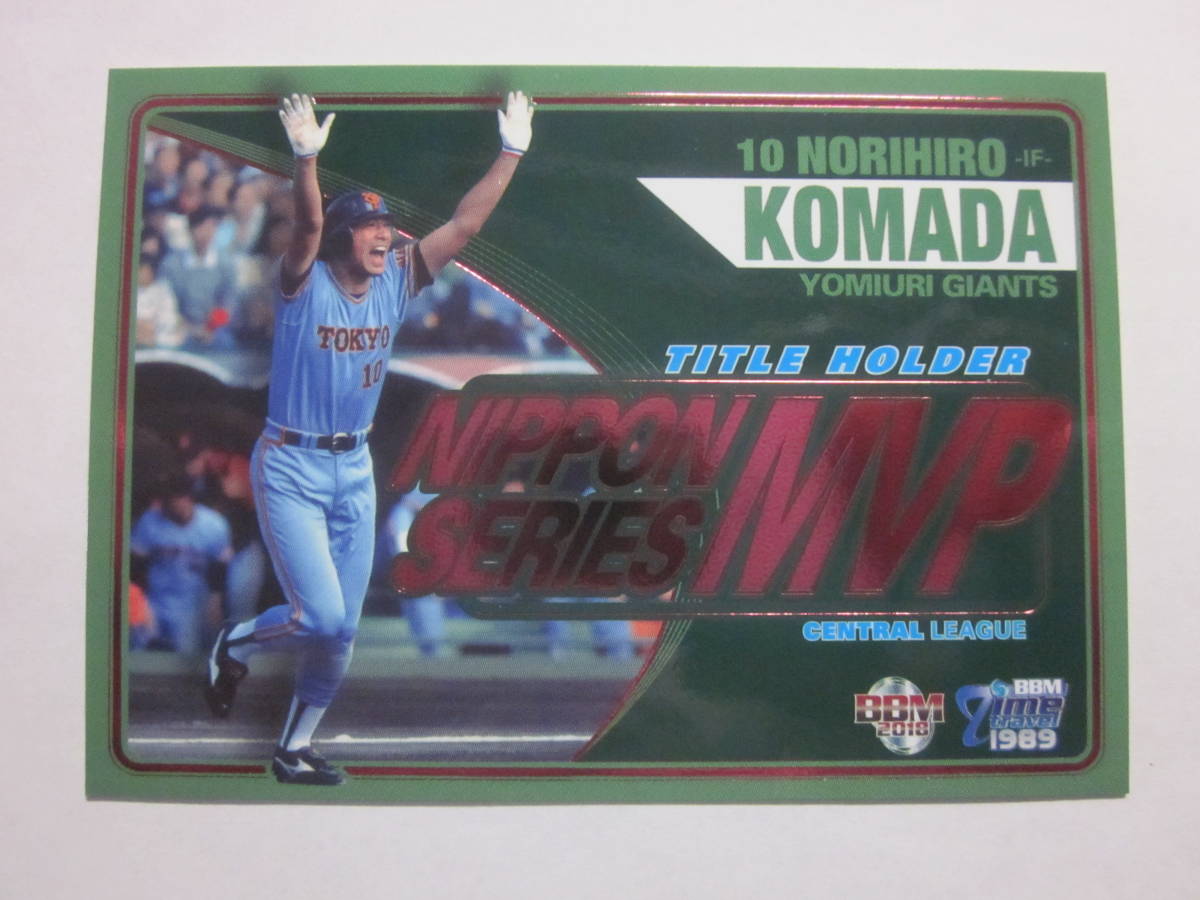 10 NORIHIRO -IF-
KOMADA
YOMIURI GIANTS
TITLE HOLDER
NIPPON
SERIES
MVP
CENTRAL LEAGUE
TOKYO
10
BBM
2018
BBM
Time
travel
1989